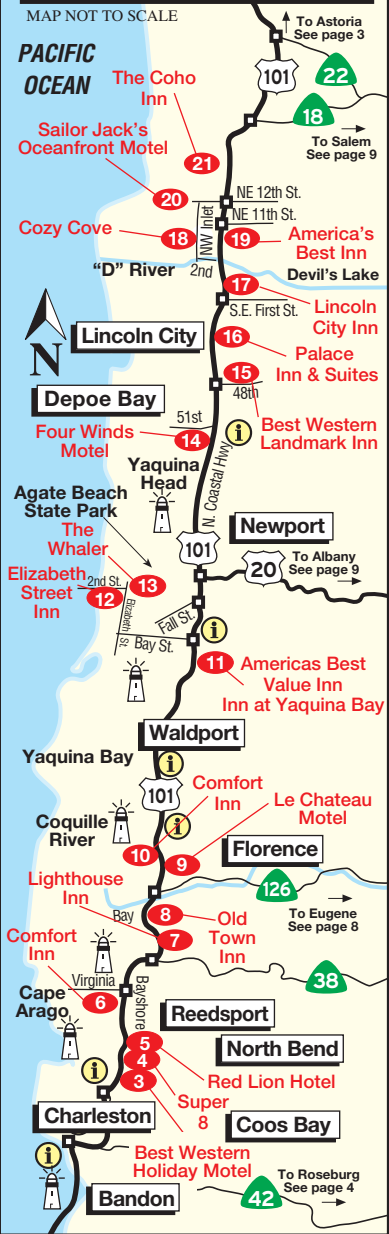 MAP NOT TO SCALE
To Astoria
See page 3
PACIFIC
OCEAN
101
22
The Coho
Inn
18
To Salem
See page 9
Sailor Jack's
Oceanfront Motel
21
20
NE 12th St.
NE 11th St.
Cozy Cove
18
NW Inlet
19
America's
Best Inn
"D" River
2nd
Devil's Lake
17
S.E. First St.
Lincoln
City Inn
N
Lincoln City
16
Palace
Inn & Suites
15
48th
Depoe Bay
51st
Four Winds
Motel
14
i
Best Western
Landmark Inn
N. Coastal Hwy
Yaquina
Head
Agate Beach
State Park
Newport
101
20
To Albany
See page 9
The
Whaler
13
Elizabeth
Street
Inn
2nd St.
12
Elizabeth St.
Fall St.
Bay St.
i
11
Americas Best
Value Inn
Inn at Yaquina Bay
Waldport
Yaquina Bay
i
101
Comfort
Inn
Le Chateau
Motel
Coquille
River
i
10
9
Florence
126
Lighthouse
Inn
Bay
8
Old
Town
Inn
7
To Eugene
See page 8
Comfort
Inn
Virginia
6
38
Cape
Arago
Bayshore
Reedsport
5
North Bend
4
Red Lion Hotel
i
3
Super
8
Charleston
Coos Bay
Best Western
Holiday Motel
i
Bandon
To Roseburg
See page 4
42